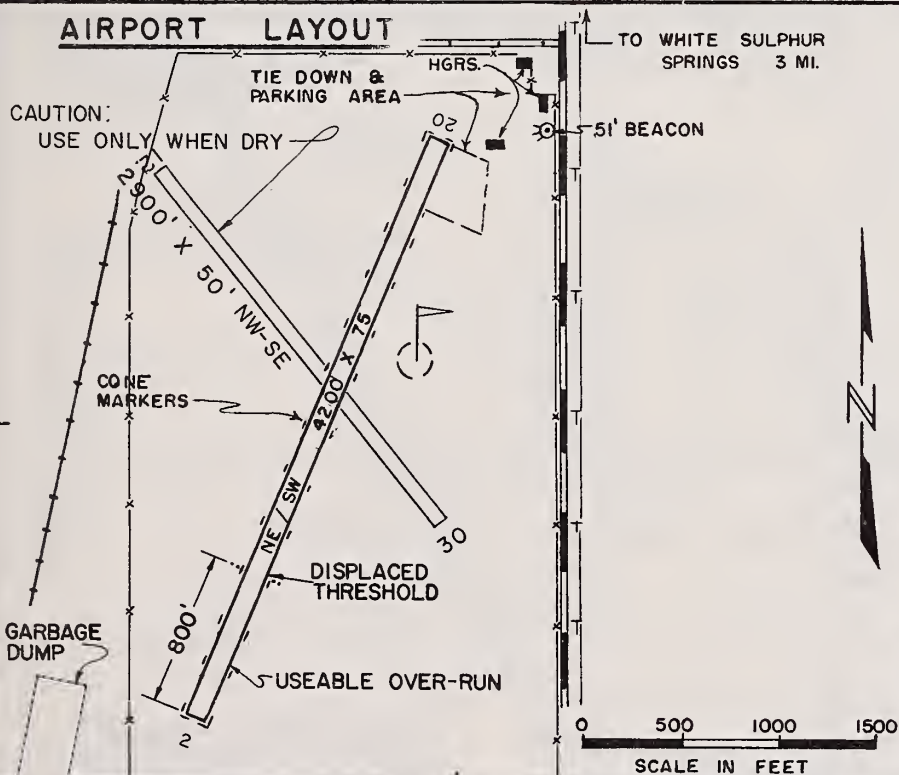 AIRPORT LAYOUT
TO WHITE SULPHUR
SPRINGS 3 MI.
HGRS.
TIE DOWN &
PARKING AREA
CAUTION:
USE ONLY WHEN DRY
20
51' BEACON
12
2900' X 50' NW-SE
T
T
T
T
T
T
CONE
MARKERS
4200 X 75
NE / SW
N
30
DISPLACED
THRESHOLD
800'
GARBAGE
DUMP
USEABLE OVER-RUN
2
0 500 1000 1500
SCALE IN FEET